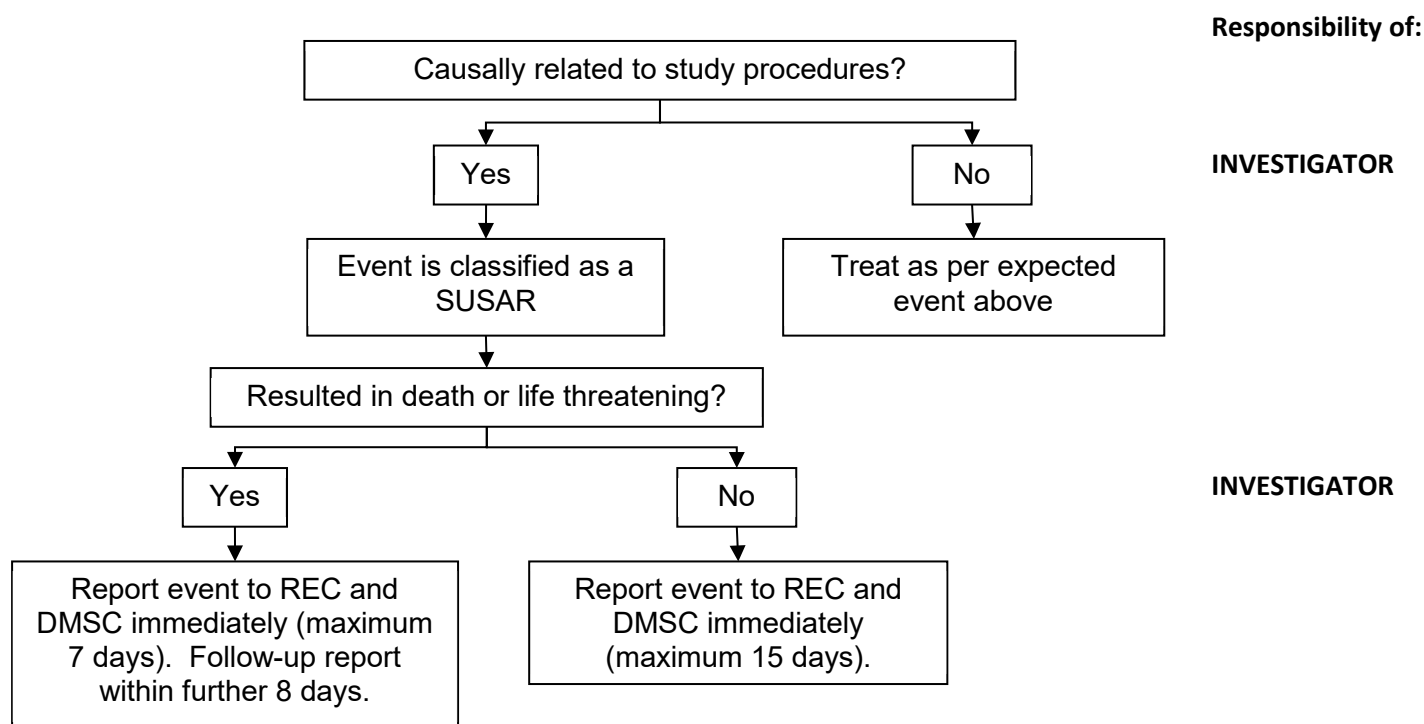 Responsibility of:
Causally related to study procedures?
Yes
No
INVESTIGATOR
Event is classified as a
SUSAR
Treat as per expected
event above
Resulted in death or life threatening?
Yes
No
INVESTIGATOR
Report event to REC and
DMSC immediately (maximum
7 days).  Follow-up report
within further 8 days.
Report event to REC and
DMSC immediately
(maximum 15 days).